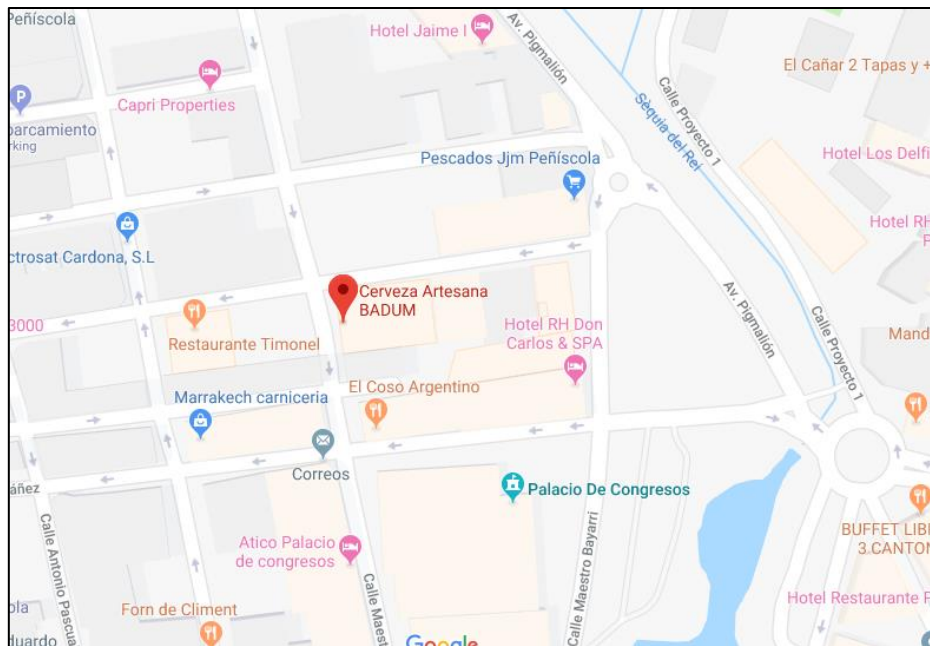 Peñíscola
Hotel Jaime I
Av. Pigmalión
El Cañar 2 Tapas y +
Capri Properties
Calle Proyecto 1
Sèquia del Rei
parcamiento
rking
Pescados Jjm Peñíscola
Hotel Los Delfi
Hotel RH
P
ctrosat Cardona, S.L
Cerveza Artesana
BADUM
Av. Pigmalión
Calle Proyecto 1
3000
Restaurante Timonel
Hotel RH Don
Carlos & SPA
Mand
El Coso Argentino
Marrakech carniceria
Correos
áñez
Palacio De Congresos
BUFFET LIB
3.CANTON
Calle Antonio Pascua
Atico Palacio
de congresos
Calle Maest
Calle Maestro Bayarri
Hotel Restaurante P
ola
Forn de Climent
duardo
Google